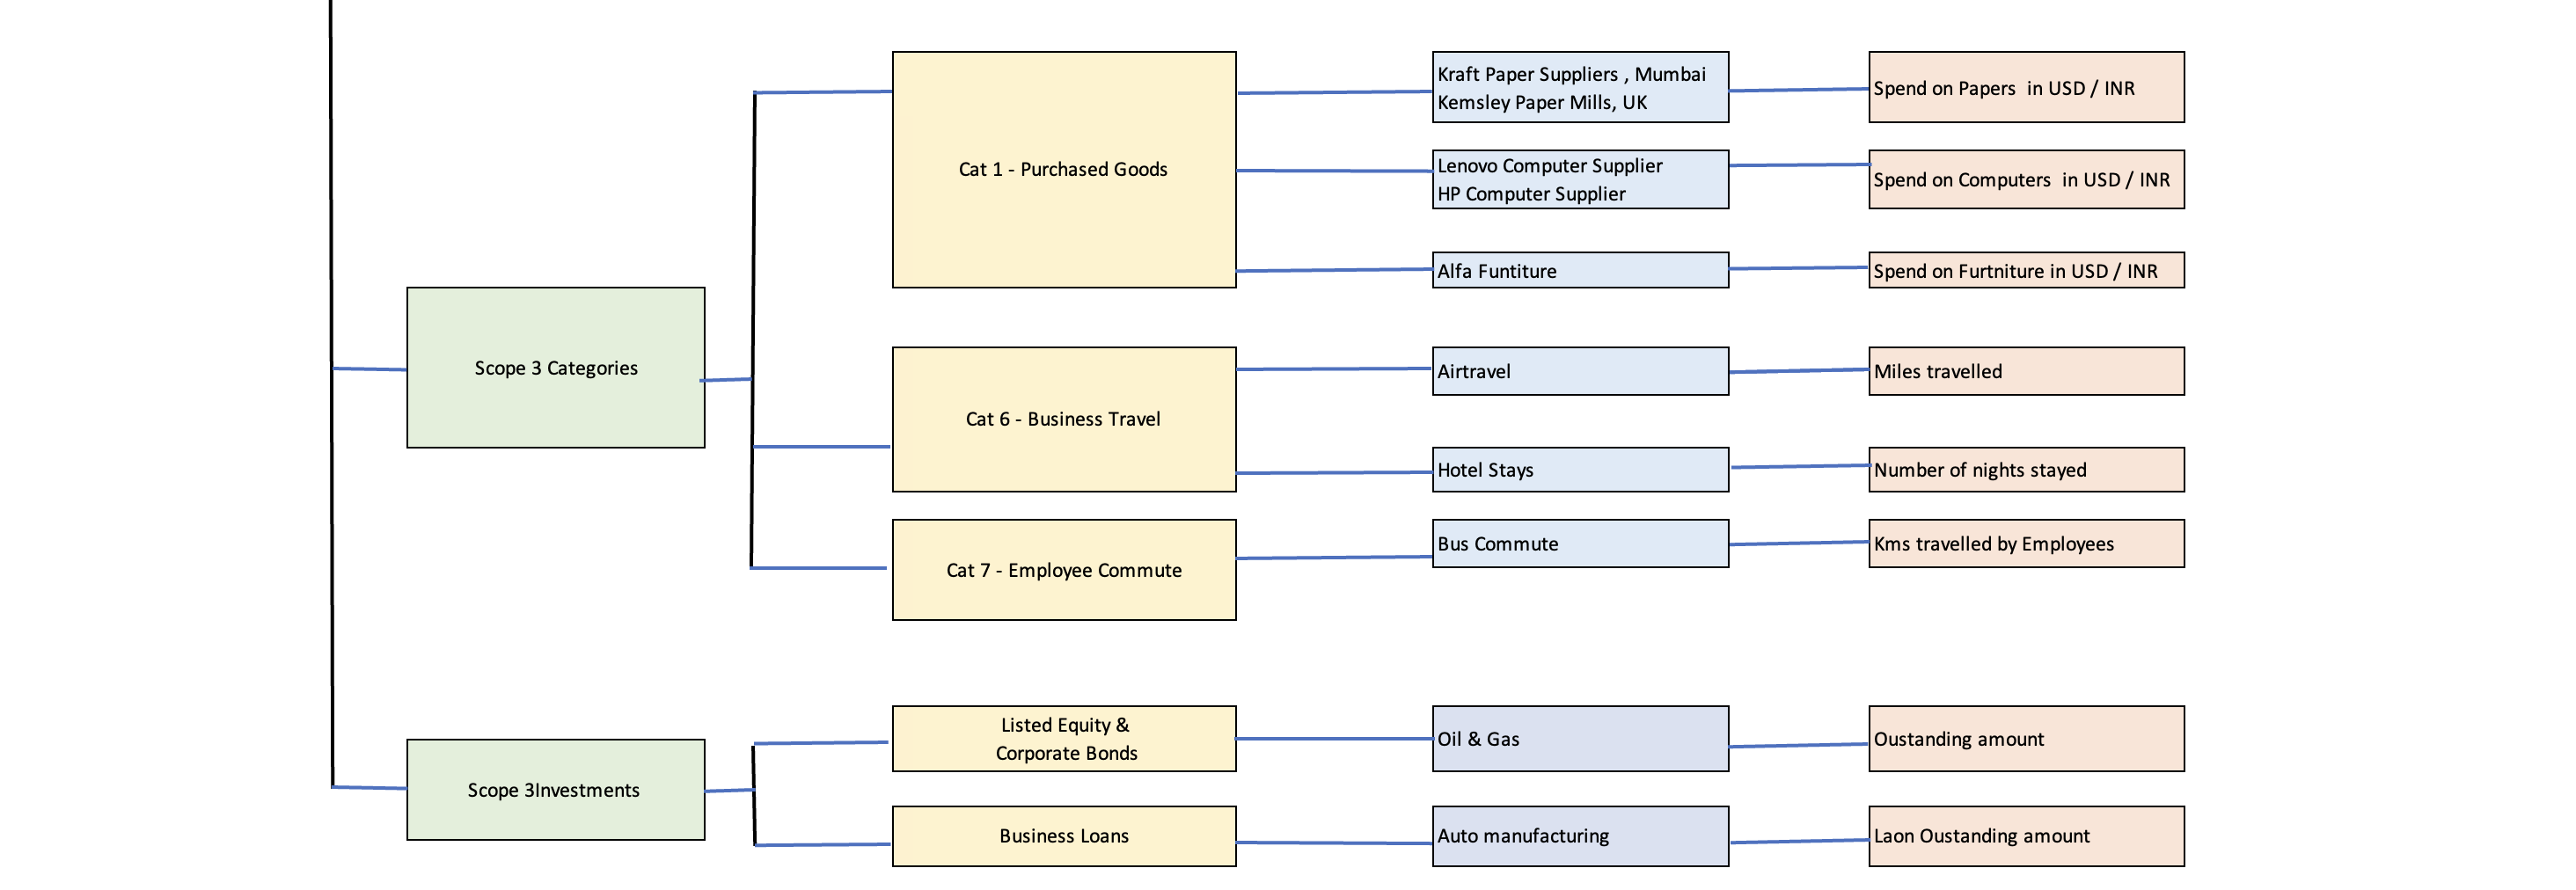 Scope 3 Categories
Cat 1 - Purchased Goods
Kraft Paper Suppliers , Mumbai
Kemsley Paper Mills, UK
Spend on Papers  in USD / INR
Lenovo Computer Supplier
HP Computer Supplier
Spend on Computers  in USD / INR
Alfa Funtiture
Spend on Furtniture in USD / INR
Cat 6 - Business Travel
Airtravel
Miles travelled
Hotel Stays
Number of nights stayed
Cat 7 - Employee Commute
Bus Commute
Kms travelled by Employees
Scope 3Investments
Listed Equity &
Corporate Bonds
Oil & Gas
Oustanding amount
Business Loans
Auto manufacturing
Laon Oustanding amount